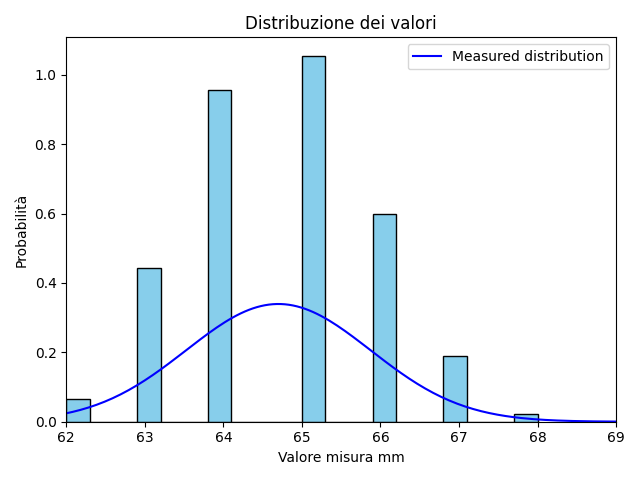 Distribuzione dei valori
Measured distribution
1.0
0.8
0.6
0.4
0.2
0.0
Probabilità
62 63 64 65 66 67 68 69
Valore misura mm